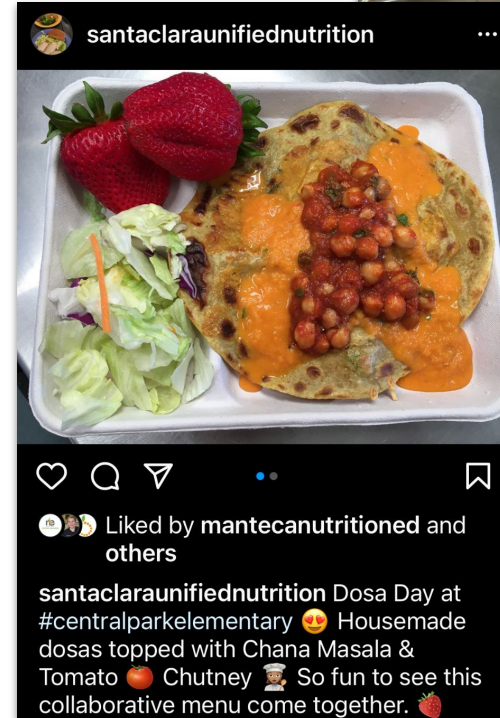 santaclaraunifiednutrition
Liked by mantecanutritioned and
others
santaclaraunifiednutrition Dosa Day at
#centralparkelementary 😍 Housemade
dosas topped with Chana Masala &
Tomato 🍅 Chutney 👩🏽‍🍳 So fun to see this
collaborative menu come together. 🍓